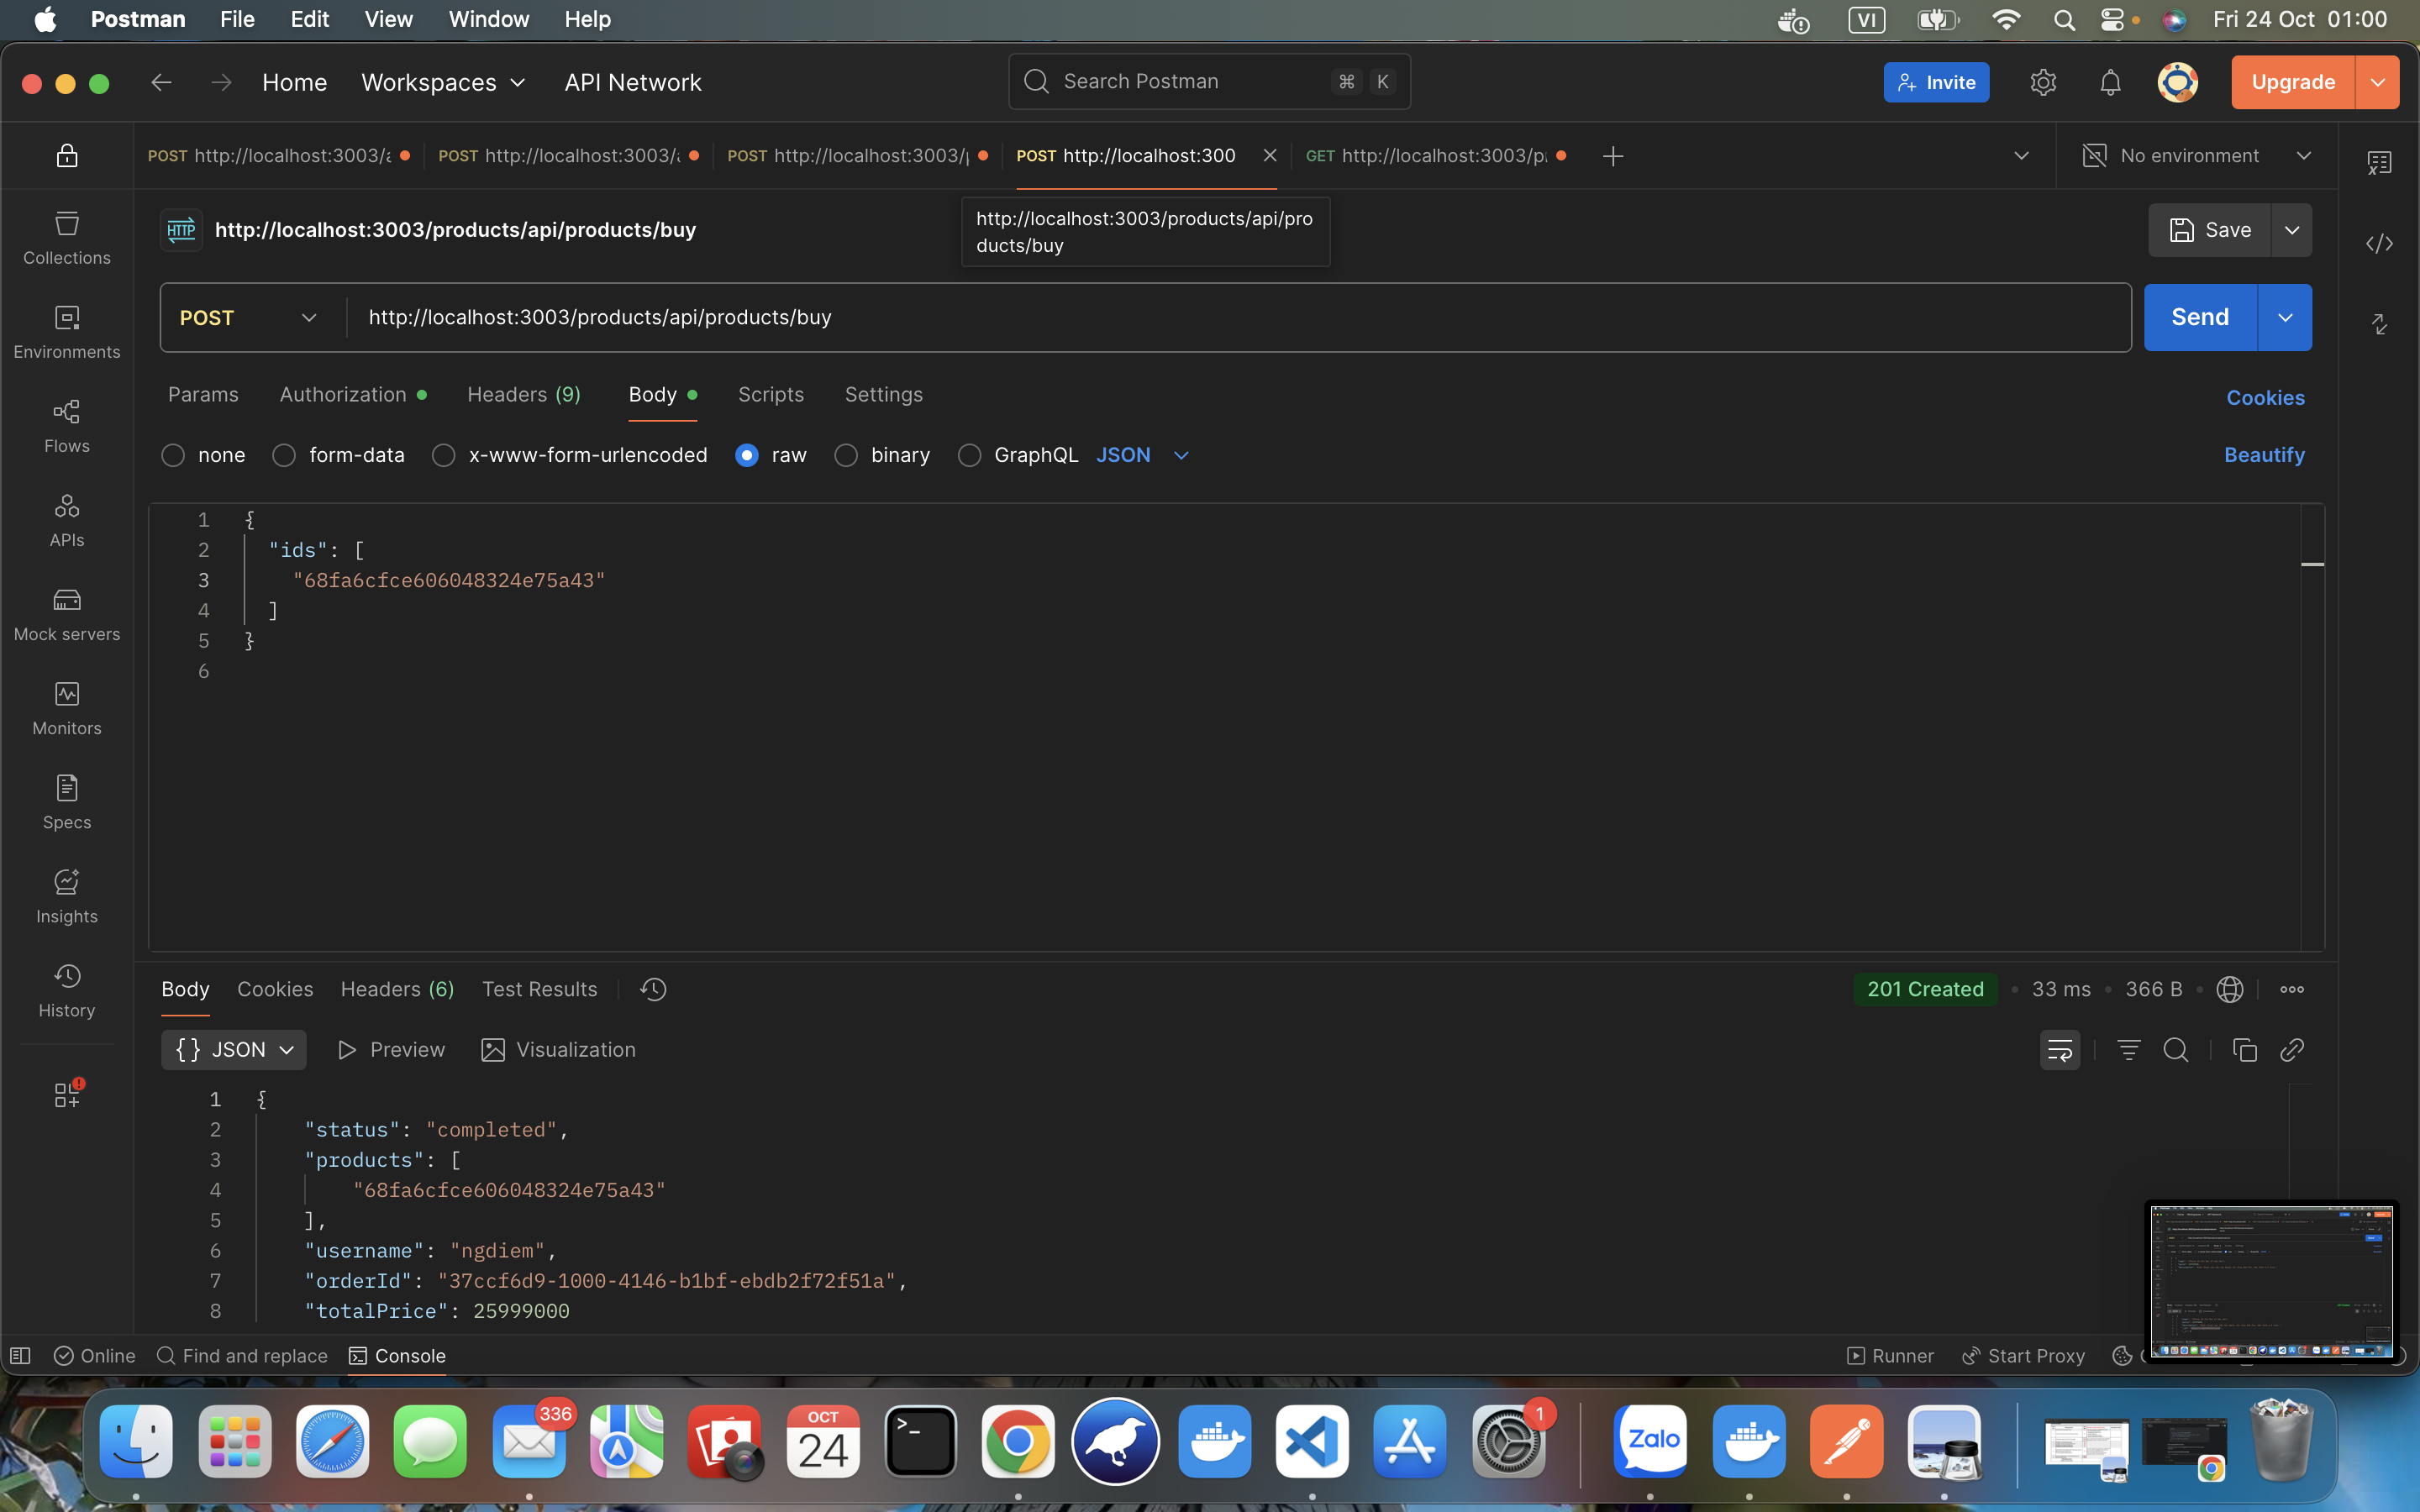 Postman File Edit View Window Help VI Fri 24 Oct 01:00
Home Workspaces API Network Search Postman ⌘ K Invite Upgrade
POST http://localhost:3003/a POST http://localhost:3003/a POST http://localhost:3003/p POST http://localhost:300 GET http://localhost:3003/pr No environment
HTTP http://localhost:3003/products/api/products/buy Save
http://localhost:3003/products/api/pro
ducts/buy
POST http://localhost:3003/products/api/products/buy Send
Params Authorization Headers (9) Body Scripts Settings Cookies
none form-data x-www-form-urlencoded raw binary GraphQL JSON Beautify
Collections
Environments
Flows
APIs
Mock servers
Monitors
Specs
Insights
History
1 {
2 "ids": [
3 "68fa6cfce606048324e75a43"
4 ]
5 }
6
Body Cookies Headers (6) Test Results 201 Created 33 ms 366 B
{} JSON Preview Visualization
1 {
2 "status": "completed",
3 "products": [
4 "68fa6cfce606048324e75a43"
5 ],
6 "username": "ngdiem",
7 "orderId": "37ccf6d9-1000-4146-b1bf-ebdb2f72f51a",
8 "totalPrice": 25999000
Online Find and replace Console Runner Start Proxy
336 OCT 24 >_ 1 Zalo